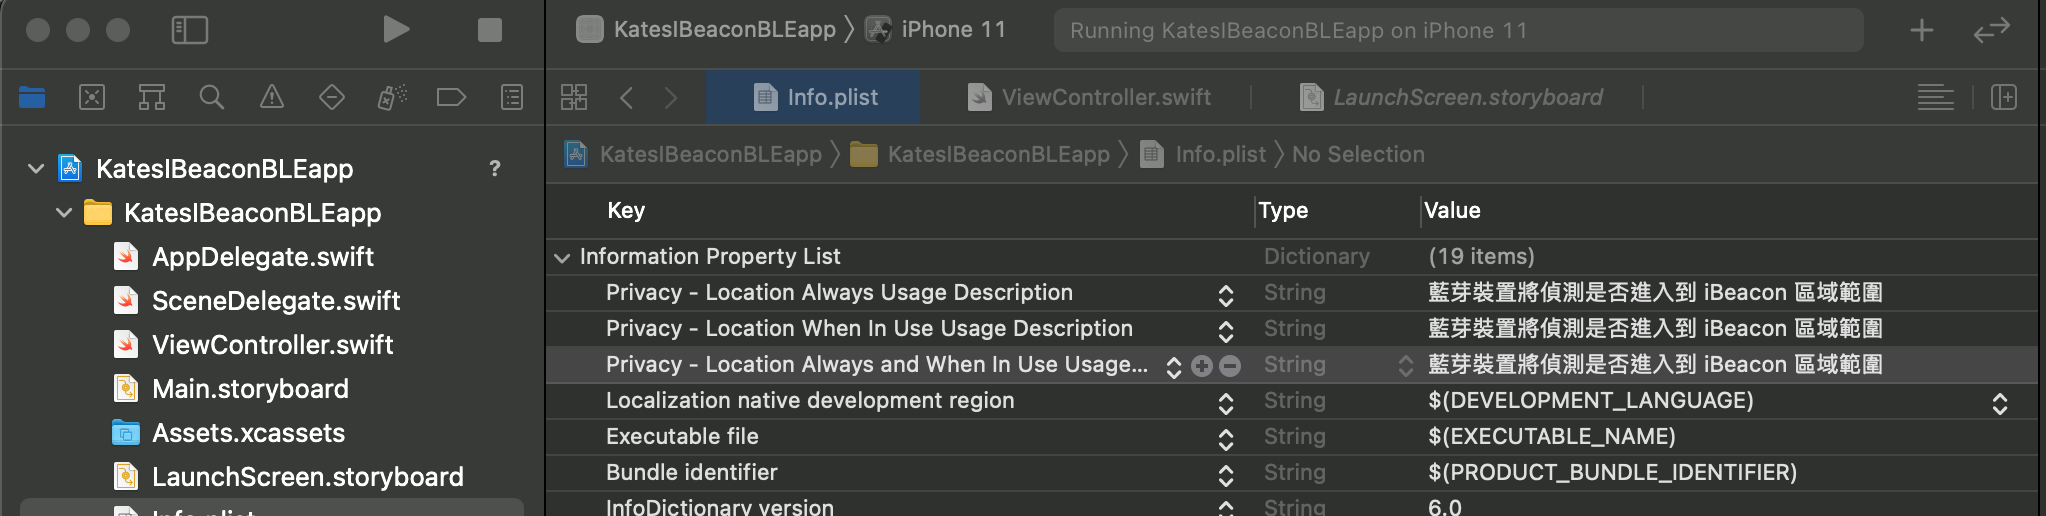 KatesIBeaconBLEapp 〉 iPhone 11
Running KatesIBeaconBLEapp on iPhone 11
Info.plist
ViewController.swift
LaunchScreen.storyboard
KatesIBeaconBLEapp 〉 KatesIBeaconBLEapp 〉 Info.plist 〉 No Selection
KatesIBeaconBLEapp ?
KatesIBeaconBLEapp
AppDelegate.swift
SceneDelegate.swift
ViewController.swift
Main.storyboard
Assets.xcassets
LaunchScreen.storyboard
Info.plist
Key Type Value
Information Property List Dictionary (19 items)
Privacy - Location Always Usage Description String 藍芽裝置將偵測是否進入到 iBeacon 區域範圍
Privacy - Location When In Use Usage Description String 藍芽裝置將偵測是否進入到 iBeacon 區域範圍
Privacy - Location Always and When In Use Usage... String 藍芽裝置將偵測是否進入到 iBeacon 區域範圍
Localization native development region String $(DEVELOPMENT_LANGUAGE)
Executable file String $(EXECUTABLE_NAME)
Bundle identifier String $(PRODUCT_BUNDLE_IDENTIFIER)
InfoDictionary version String 6.0